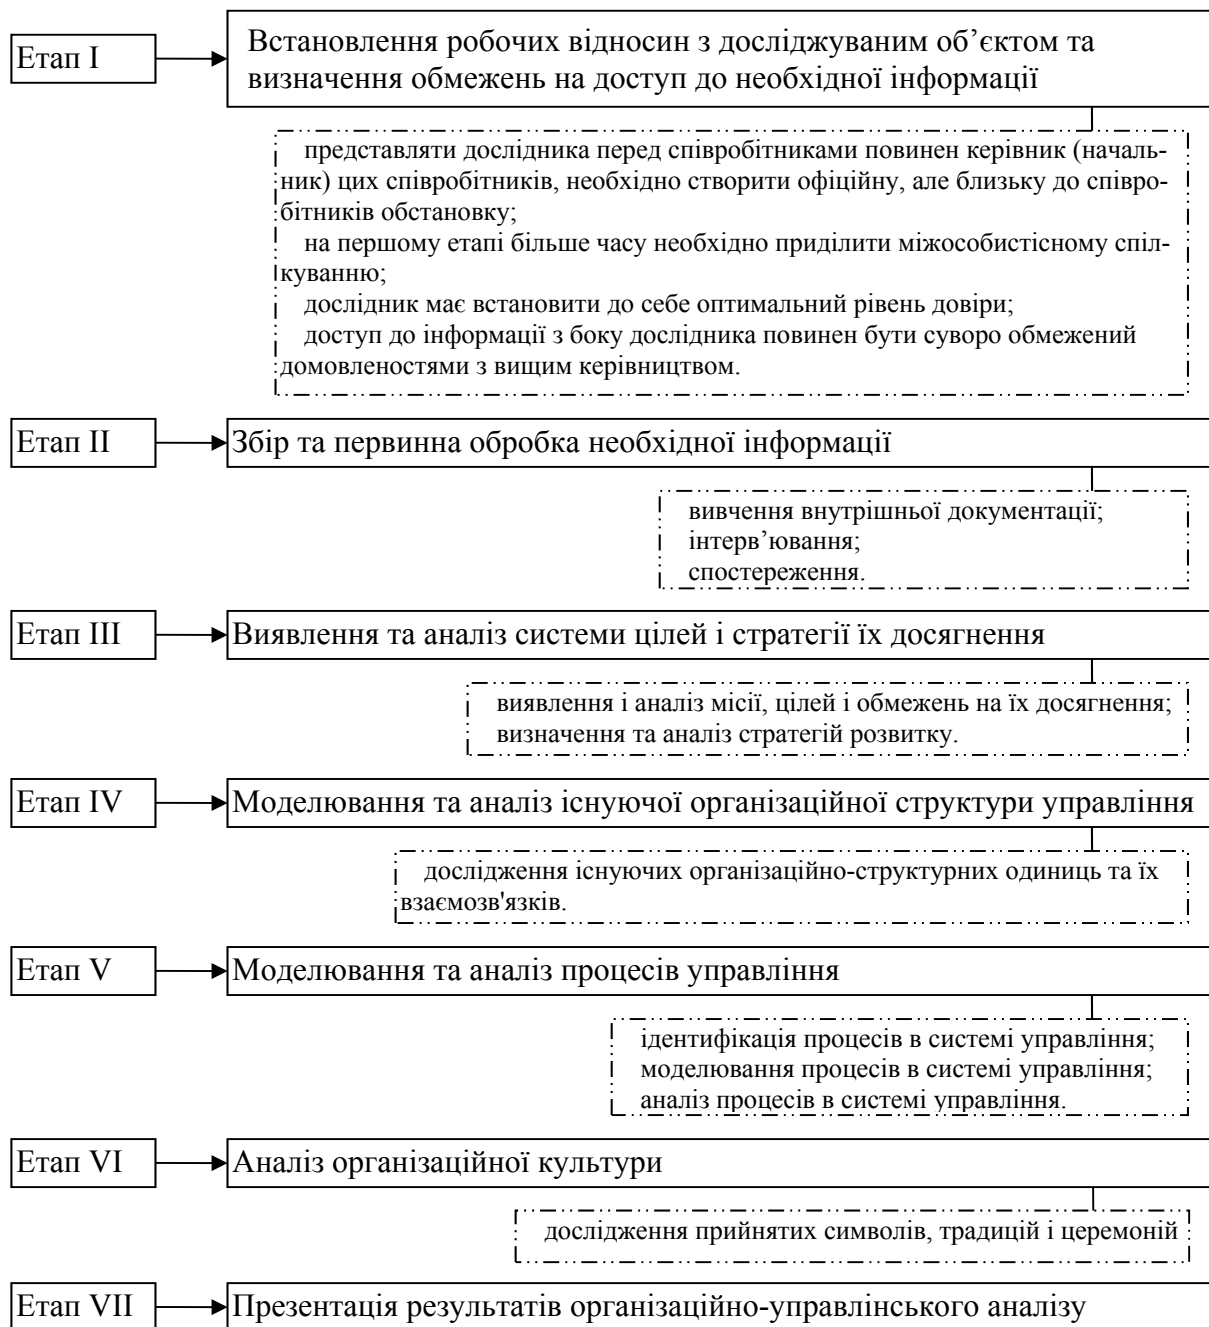 Етап I
Встановлення робочих відносин з досліджуваним об’єктом та
визначення обмежень на доступ до необхідної інформації
представляти дослідника перед співробітниками повинен керівник (началь-
ник) цих співробітників, необхідно створити офіційну, але близьку до співро-
бітників обстановку;
на першому етапі більше часу необхідно приділити міжособистісному спіл-
куванню;
дослідник має встановити до себе оптимальний рівень довіри;
доступ до інформації з боку дослідника повинен бути суворо обмежений
домовленостями з вищим керівництвом.
Етап II
Збір та первинна обробка необхідної інформації
вивчення внутрішньої документації;
інтерв’ювання;
спостереження.
Етап III
Виявлення та аналіз системи цілей і стратегії їх досягнення
виявлення і аналіз місії, цілей і обмежень на їх досягнення;
визначення та аналіз стратегій розвитку.
Етап IV
Моделювання та аналіз існуючої організаційної структури управління
дослідження існуючих організаційно-структурних одиниць та їх
взаємозв'язків.
Етап V
Моделювання та аналіз процесів управління
ідентифікація процесів в системі управління;
моделювання процесів в системі управління;
аналіз процесів в системі управління.
Етап VI
Аналіз організаційної культури
дослідження прийнятих символів, традицій і церемоній
Етап VII
Презентація результатів організаційно-управлінського аналізу